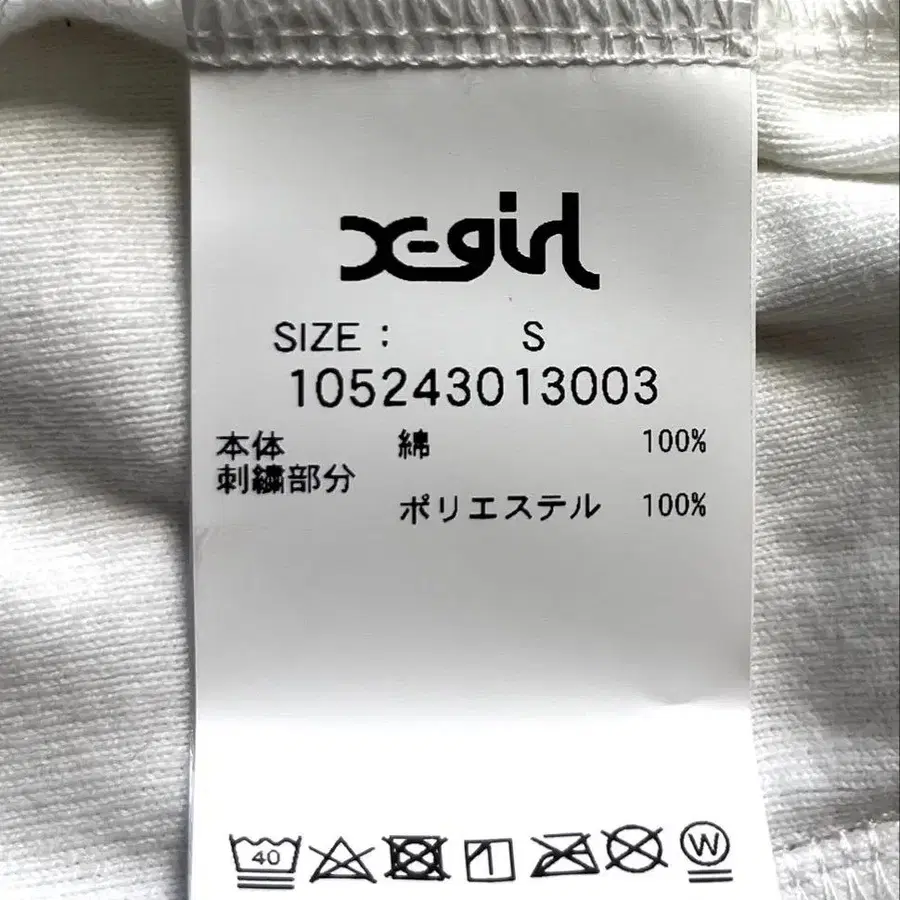 X-girl
SIZE : S
105243013003
本体 綿 100%
刺繍部分
ポリエステル 100%
40 W